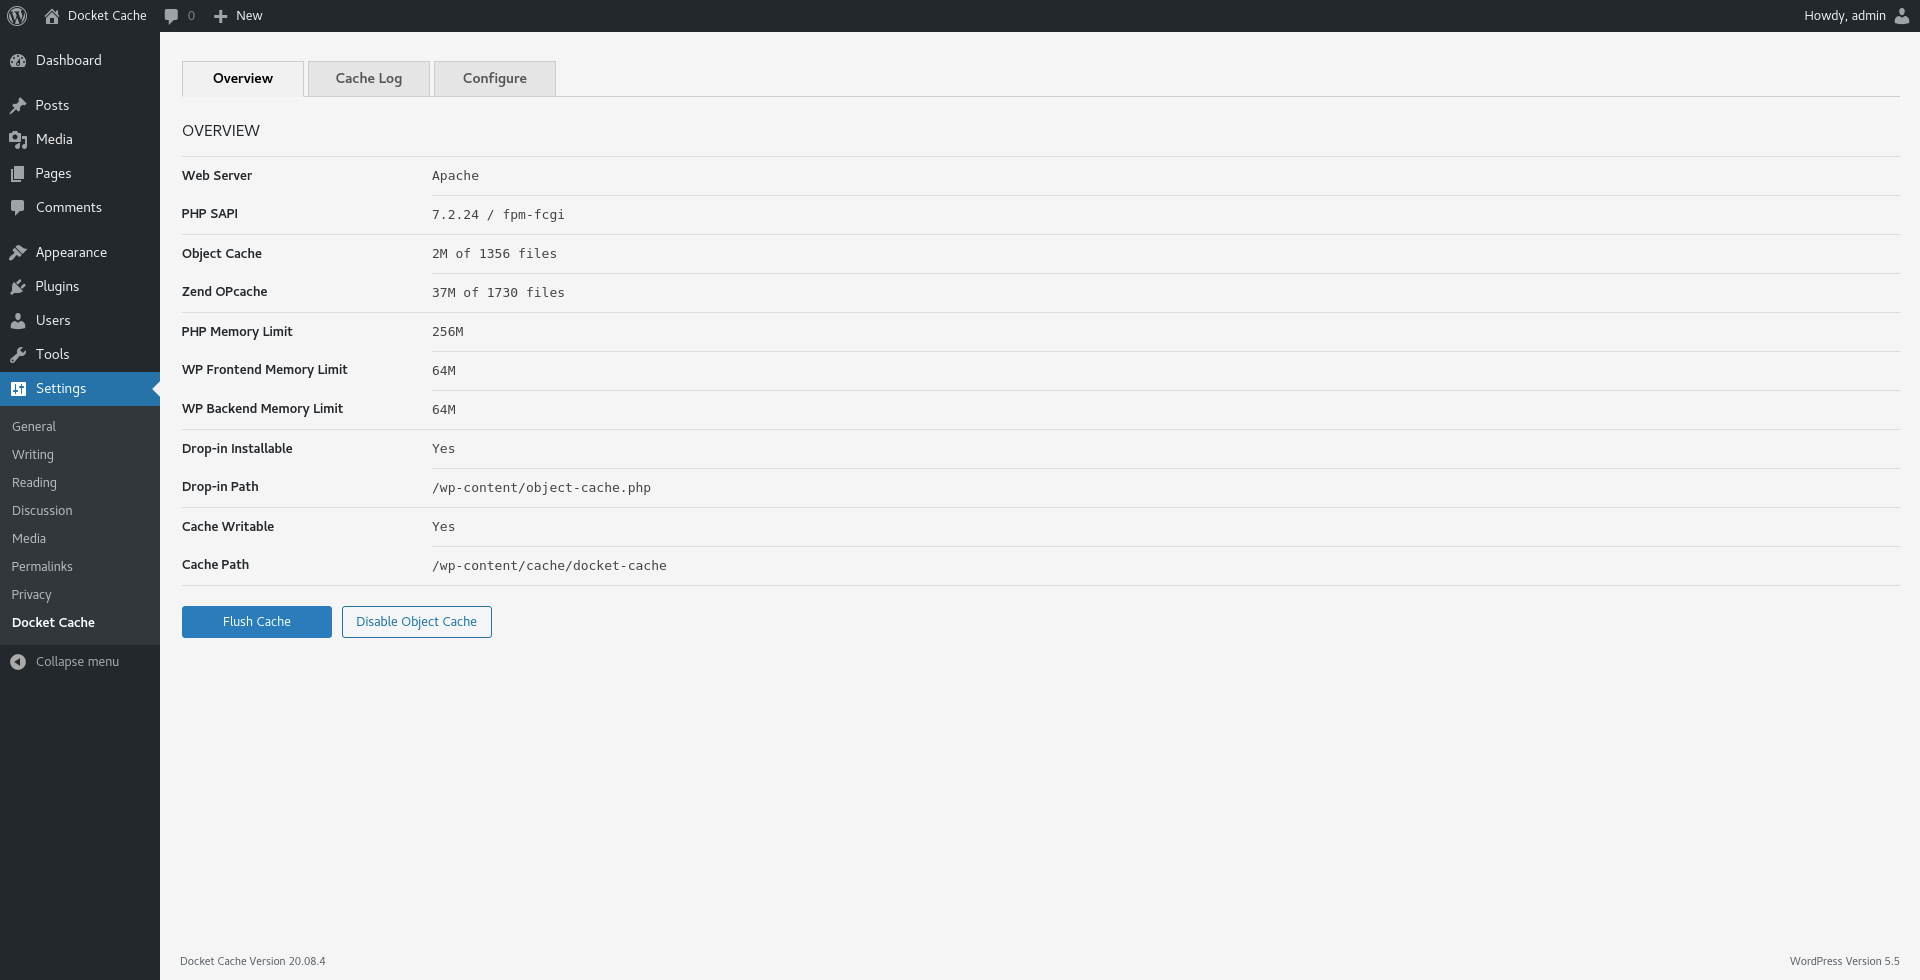 Docket Cache 0 New Howdy, admin
Dashboard
Posts
Media
Pages
Comments
Appearance
Plugins
Users
Tools
Settings
General
Writing
Reading
Discussion
Media
Permalinks
Privacy
Docket Cache
Collapse menu
Overview Cache Log Configure
OVERVIEW
Web Server Apache
PHP SAPI 7.2.24 / fpm-fcgi
Object Cache 2M of 1356 files
Zend OPcache 37M of 1730 files
PHP Memory Limit 256M
WP Frontend Memory Limit 64M
WP Backend Memory Limit 64M
Drop-in Installable Yes
Drop-in Path /wp-content/object-cache.php
Cache Writable Yes
Cache Path /wp-content/cache/docket-cache
Flush Cache Disable Object Cache
Docket Cache Version 20.08.4 WordPress Version 5.5